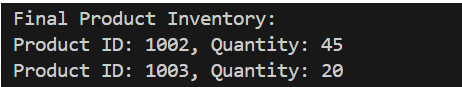 Final Product Inventory:
Product ID: 1002, Quantity: 45
Product ID: 1003, Quantity: 20